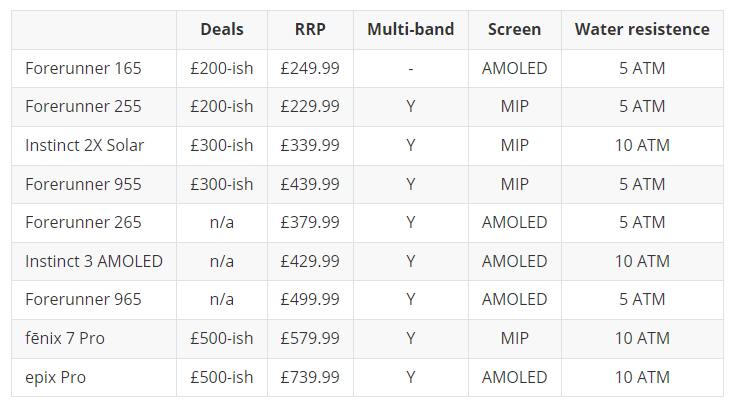 Deals RRP Multi-band Screen Water resistence
Forerunner 165 £200-ish £249.99 - AMOLED 5 ATM
Forerunner 255 £200-ish £229.99 Y MIP 5 ATM
Instinct 2X Solar £300-ish £339.99 Y MIP 10 ATM
Forerunner 955 £300-ish £439.99 Y MIP 5 ATM
Forerunner 265 n/a £379.99 Y AMOLED 5 ATM
Instinct 3 AMOLED n/a £429.99 Y AMOLED 10 ATM
Forerunner 965 n/a £499.99 Y AMOLED 5 ATM
fēnix 7 Pro £500-ish £579.99 Y MIP 10 ATM
epix Pro £500-ish £739.99 Y AMOLED 10 ATM